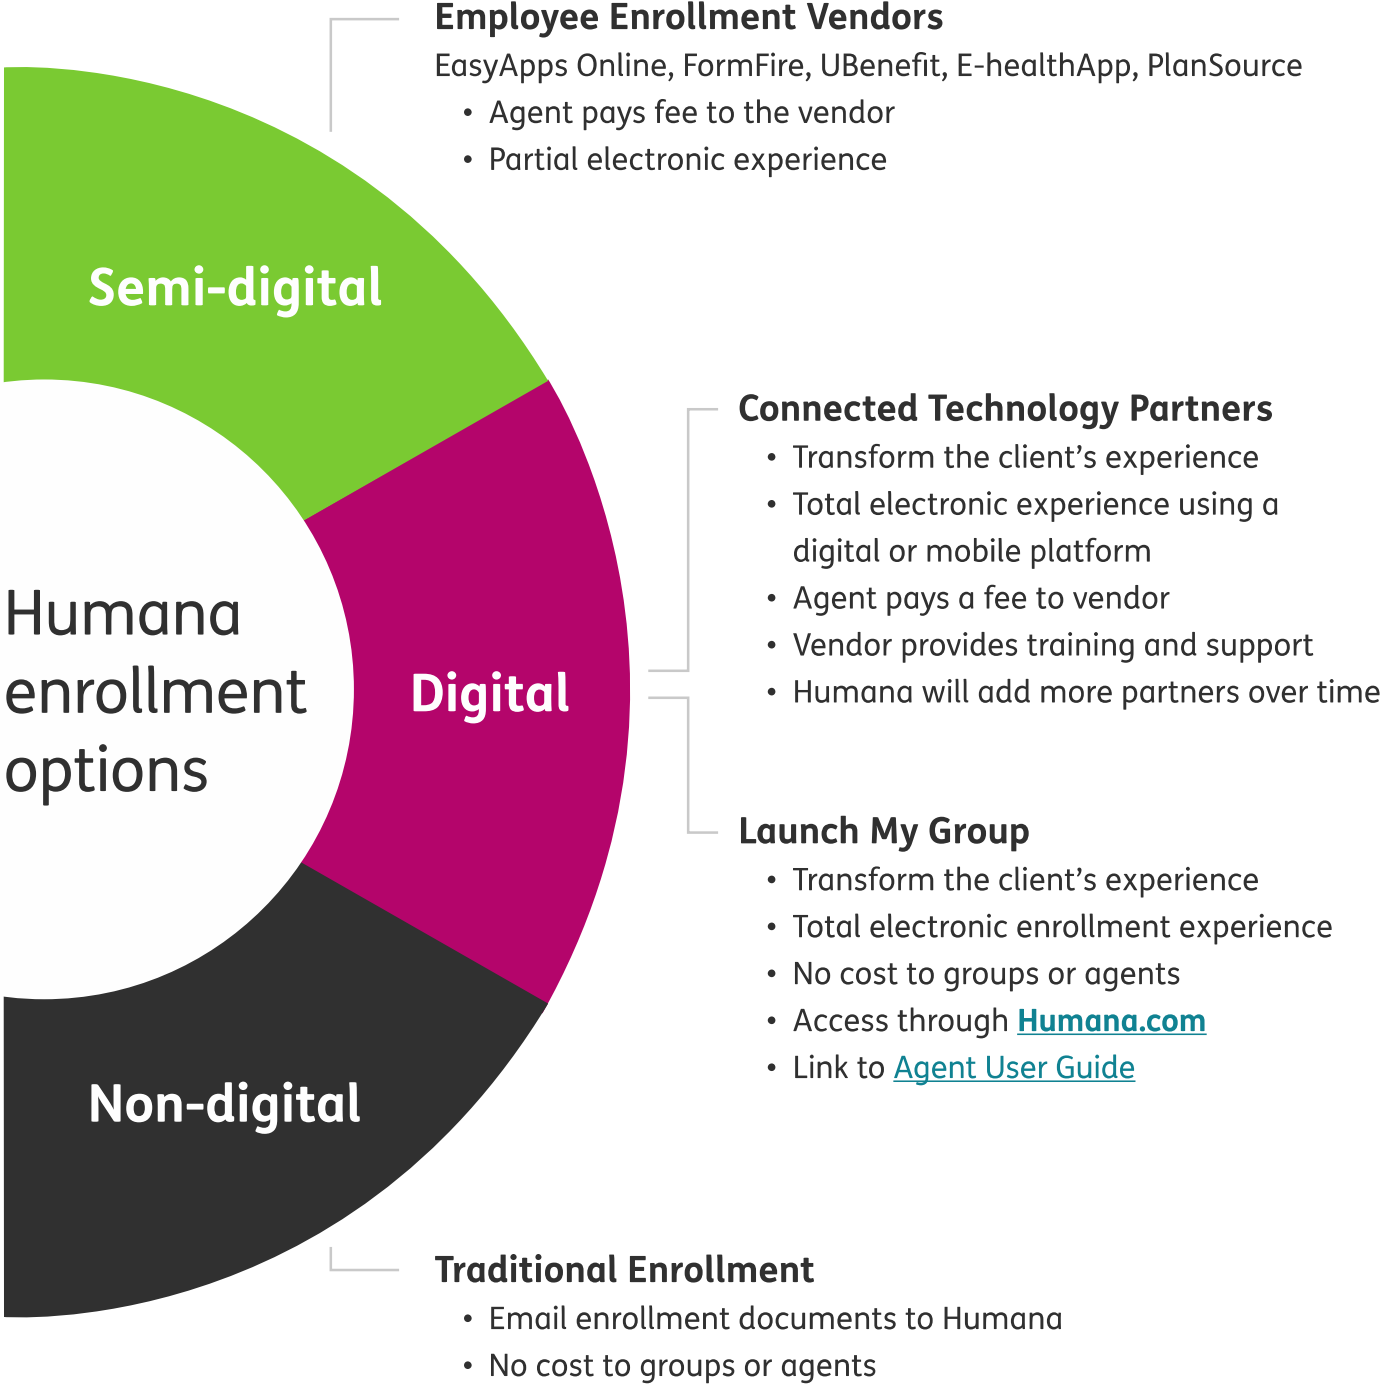 Employee Enrollment Vendors
EasyApps Online, FormFire, UBenefit, E-healthApp, PlanSource
• Agent pays fee to the vendor
• Partial electronic experience
Semi-digital
Connected Technology Partners
• Transform the client’s experience
• Total electronic experience using a
digital or mobile platform
• Agent pays a fee to vendor
• Vendor provides training and support
• Humana will add more partners over time
Humana
enrollment
options
Digital
Launch My Group
• Transform the client’s experience
• Total electronic enrollment experience
• No cost to groups or agents
• Access through Humana.com
• Link to Agent User Guide
Non-digital
Traditional Enrollment
• Email enrollment documents to Humana
• No cost to groups or agents